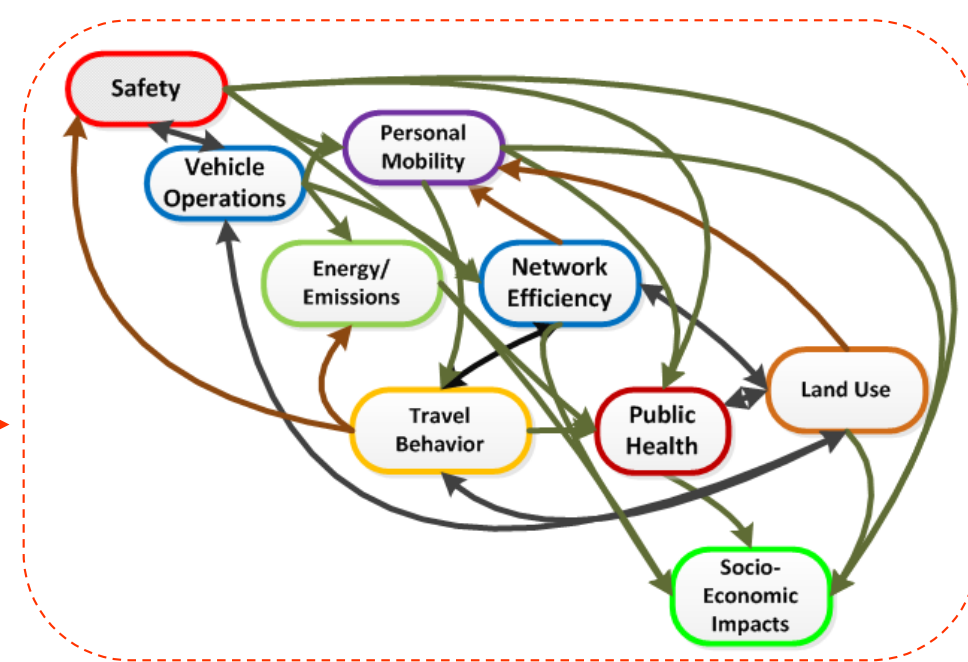 Safety
Personal
Mobility
Vehicle
Operations
Energy/
Emissions
Network
Efficiency
Land Use
Travel
Behavior
Public
Health
Socio-
Economic
Impacts